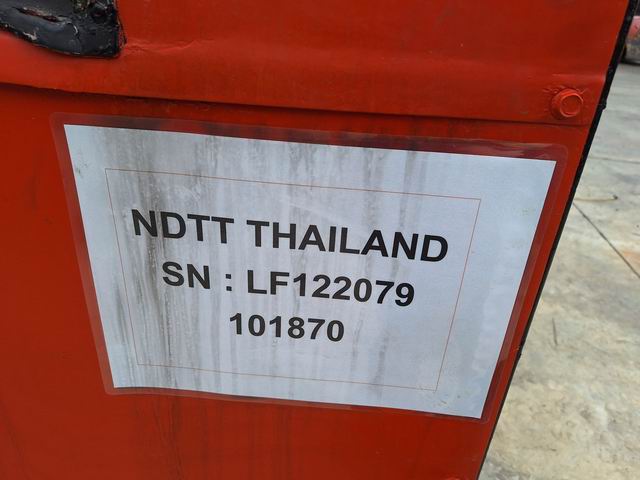 NDTT THAILAND
SN : LF122079
101870